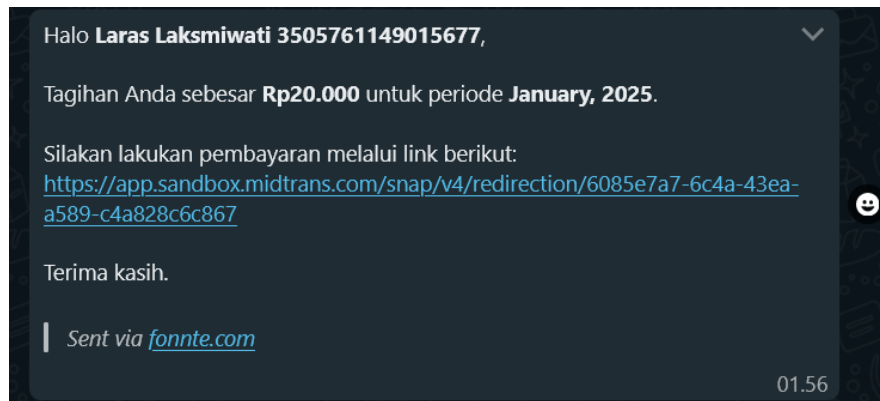 Halo Laras Laksmiwati 3505761149015677,
Tagihan Anda sebesar Rp20.000 untuk periode January, 2025.
Silakan lakukan pembayaran melalui link berikut:
https://app.sandbox.midtrans.com/snap/v4/redirection/6085e7a7-6c4a-43ea-
a589-c4a828c6c867
Terima kasih.
Sent via fonnte.com
01.56